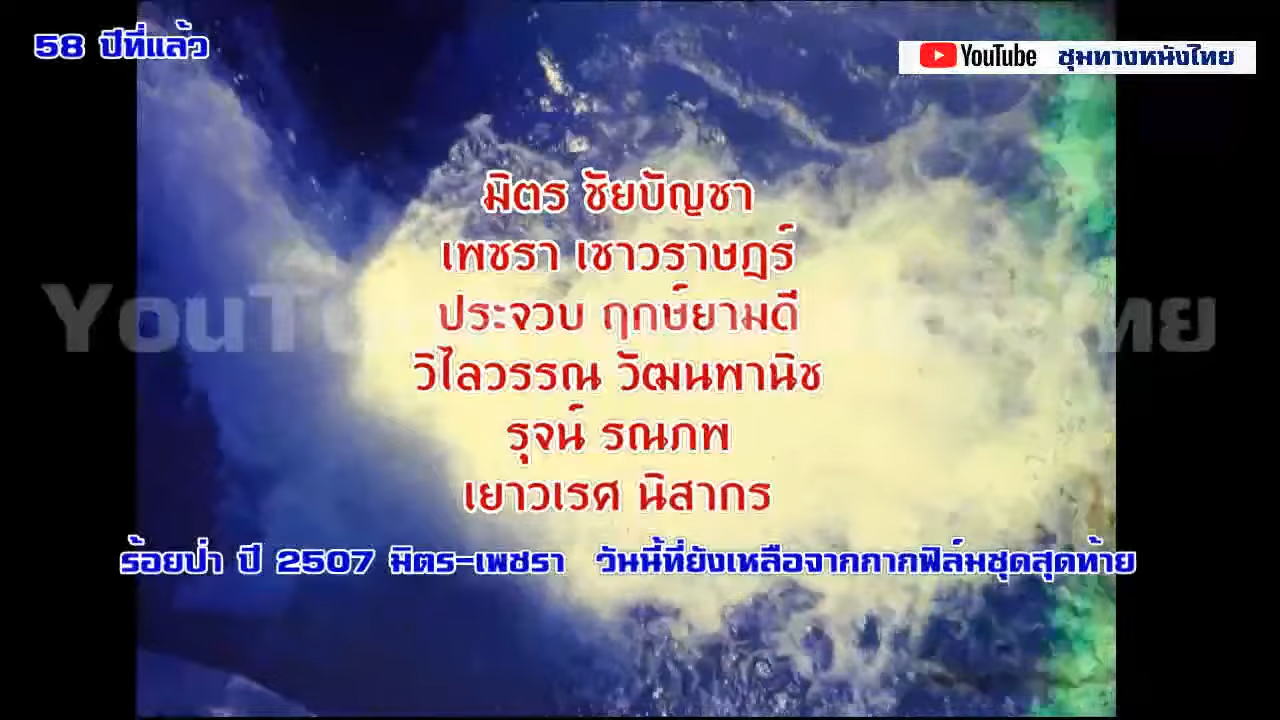 58 ปีที่แล้ว
YouTube ชุมทางหนังไทย
มิตร ชัยบัญชา
เพชรา เชาวราษฎร์
ประจวบ ฤกษ์ยามดี
วิไลวรรณ วัฒนพานิช
รุจน์ รณภพ
เยาวเรศ นิสากร
ร้อยป่า ปี 2507 มิตร-เพชรา วันนี้ที่ยังเหลือจากกากฟิล์มชุดสุดท้าย